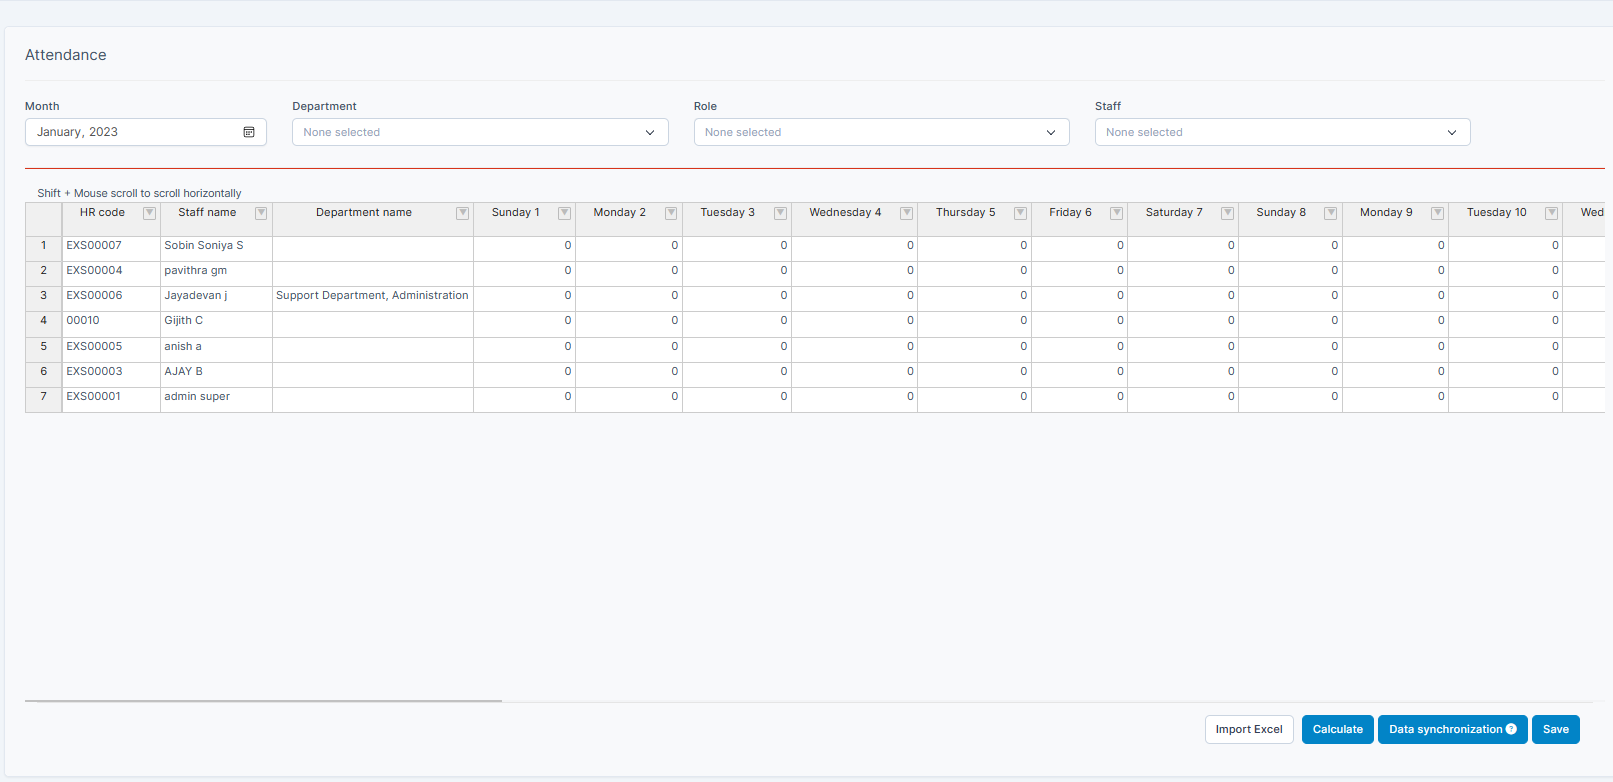 Attendance
Month Department Role Staff
January, 2023 None selected None selected None selected
Shift + Mouse scroll to scroll horizontally
HR code Staff name Department name Sunday 1 Monday 2 Tuesday 3 Wednesday 4 Thursday 5 Friday 6 Saturday 7 Sunday 8 Monday 9 Tuesday 10 Wed
1 EXS00007 Sobin Soniya S 0 0 0 0 0 0 0 0 0 0
2 EXS00004 pavithra gm 0 0 0 0 0 0 0 0 0 0
3 EXS00006 Jayadevan j Support Department, Administration 0 0 0 0 0 0 0 0 0 0
4 00010 Gijith C 0 0 0 0 0 0 0 0 0 0
5 EXS00005 anish a 0 0 0 0 0 0 0 0 0 0
6 EXS00003 AJAY B 0 0 0 0 0 0 0 0 0 0
7 EXS00001 admin super 0 0 0 0 0 0 0 0 0 0
Import Excel Calculate Data synchronization ? Save